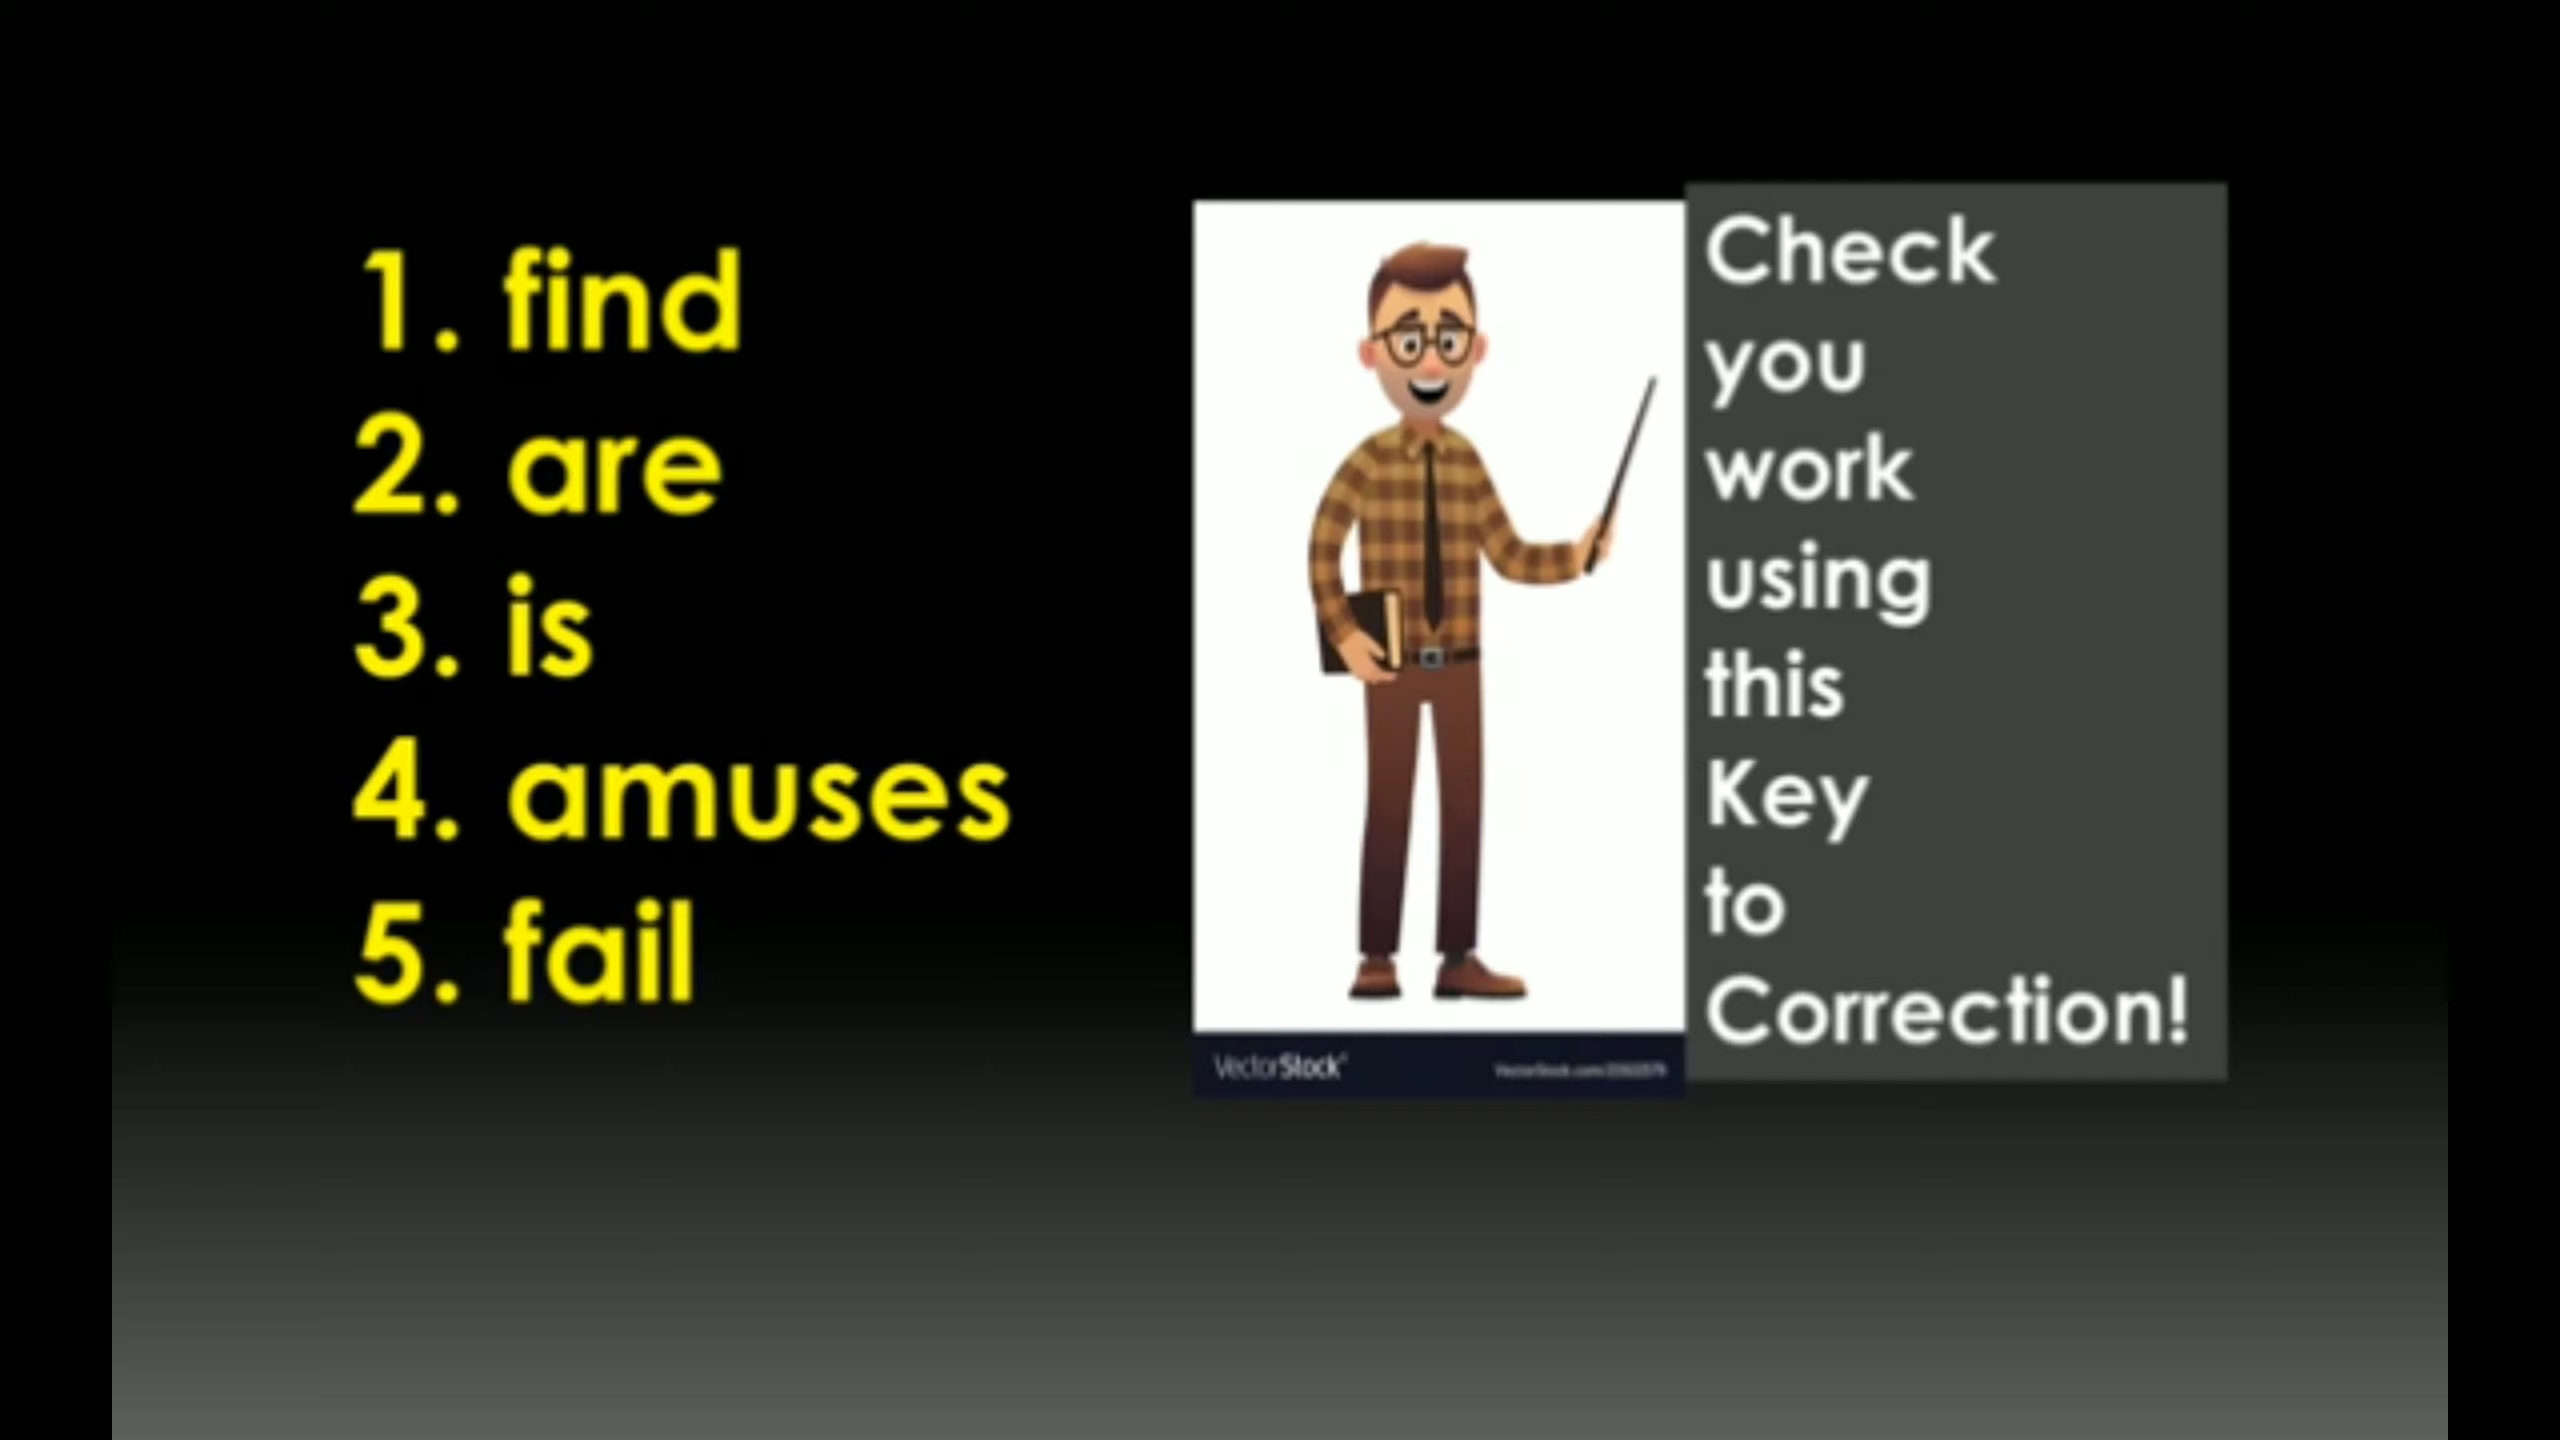 1. find
2. are
3. is
4. amuses
5. fail
Check
you
work
using
this
Key
to
Correction!
VectorStock®